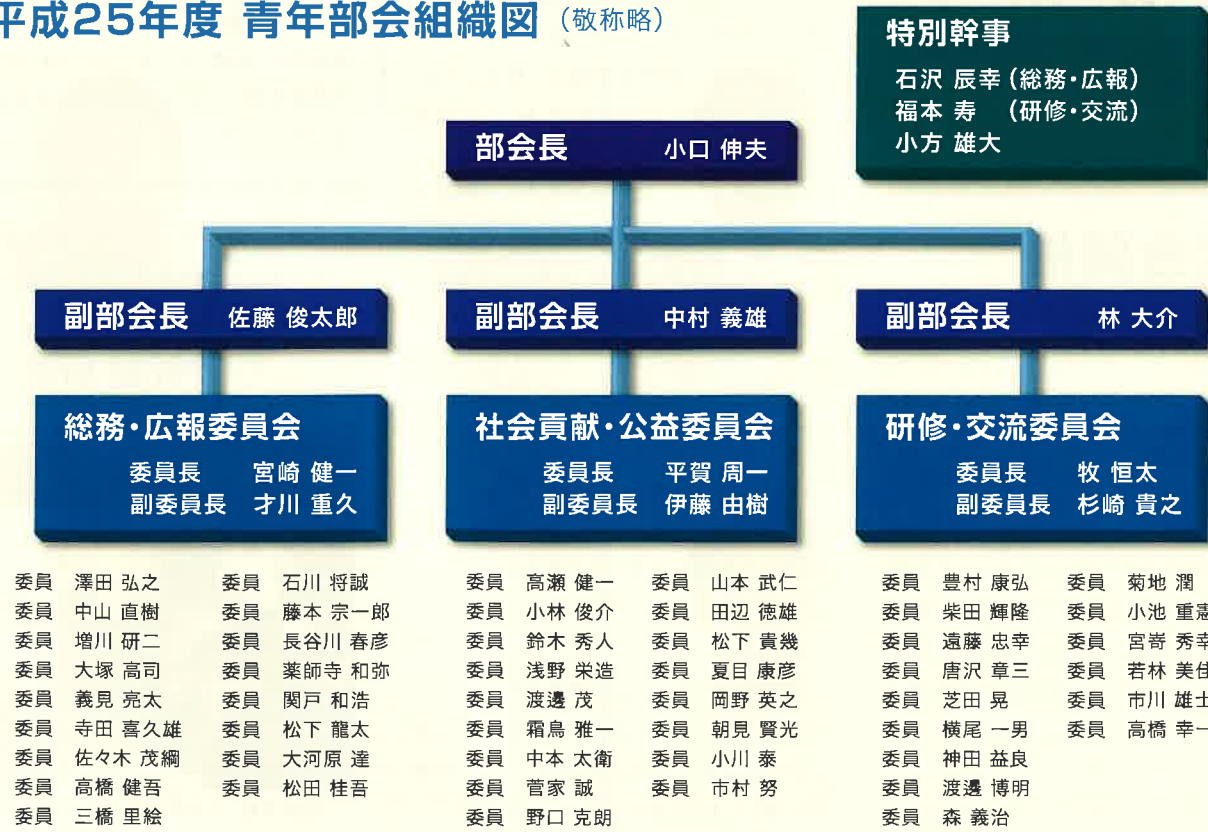 平成25年度 青年部会組織図（敬称略）
特別幹事
石沢 辰幸（総務・広報）
福本 寿　（研修・交流）
小方 雄大
部会長　小口 伸夫
副部会長　佐藤 俊太郎
副部会長　中村 義雄
副部会長　林 大介
総務・広報委員会
委員長　宮崎 健一
副委員長　才川 重久
社会貢献・公益委員会
委員長　平賀 周一
副委員長　伊藤 由樹
研修・交流委員会
委員長　牧 恒太
副委員長　杉崎 貴之
委員　澤田 弘之　委員　石川 将誠
委員　中山 直樹　委員　藤本 宗一郎
委員　増川 研二　委員　長谷川 春彦
委員　大塚 高司　委員　薬師寺 和弥
委員　義見 亮太　委員　関戸 和浩
委員　寺田 喜久雄　委員　松下 龍太
委員　佐々木 茂綱　委員　大河原 達
委員　高橋 健吾　委員　松田 桂吾
委員　三橋 里絵
委員　高瀬 健一　委員　山本 武仁
委員　小林 俊介　委員　田辺 徳雄
委員　鈴木 秀人　委員　松下 貴幾
委員　浅野 栄造　委員　夏目 康彦
委員　渡邊 茂　委員　岡野 英之
委員　霜鳥 雅一　委員　朝見 賢光
委員　中本 太衛　委員　小川 泰
委員　菅家 誠　委員　市村 努
委員　野口 克朗
委員　豊村 康弘　委員　菊地 潤
委員　柴田 輝隆　委員　小池 重憲
委員　遠藤 忠幸　委員　宮嵜 秀幸
委員　唐沢 章三　委員　若林 美佳
委員　芝田 晃　委員　市川 雄士
委員　横尾 一男　委員　高橋 幸一
委員　神田 益良
委員　渡邊 博明
委員　森 義治